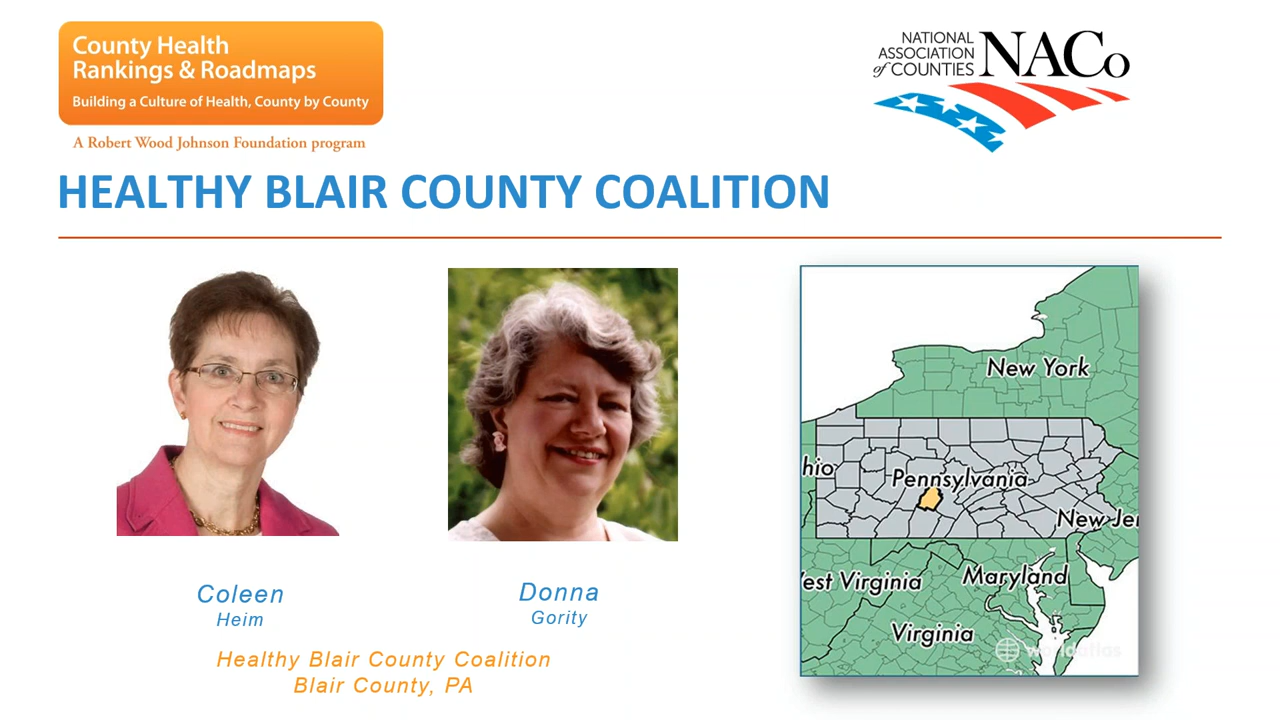 County Health
Rankings & Roadmaps
Building a Culture of Health, County by County
A Robert Wood Johnson Foundation program
NATIONAL
ASSOCIATION
of COUNTIES
NACo
HEALTHY BLAIR COUNTY COALITION
New York
hio
Pennsylvania
New Jer
est Virginia
Maryland
Virginia
worldatlas
Coleen
Heim
Donna
Gority
Healthy Blair County Coalition
Blair County, PA